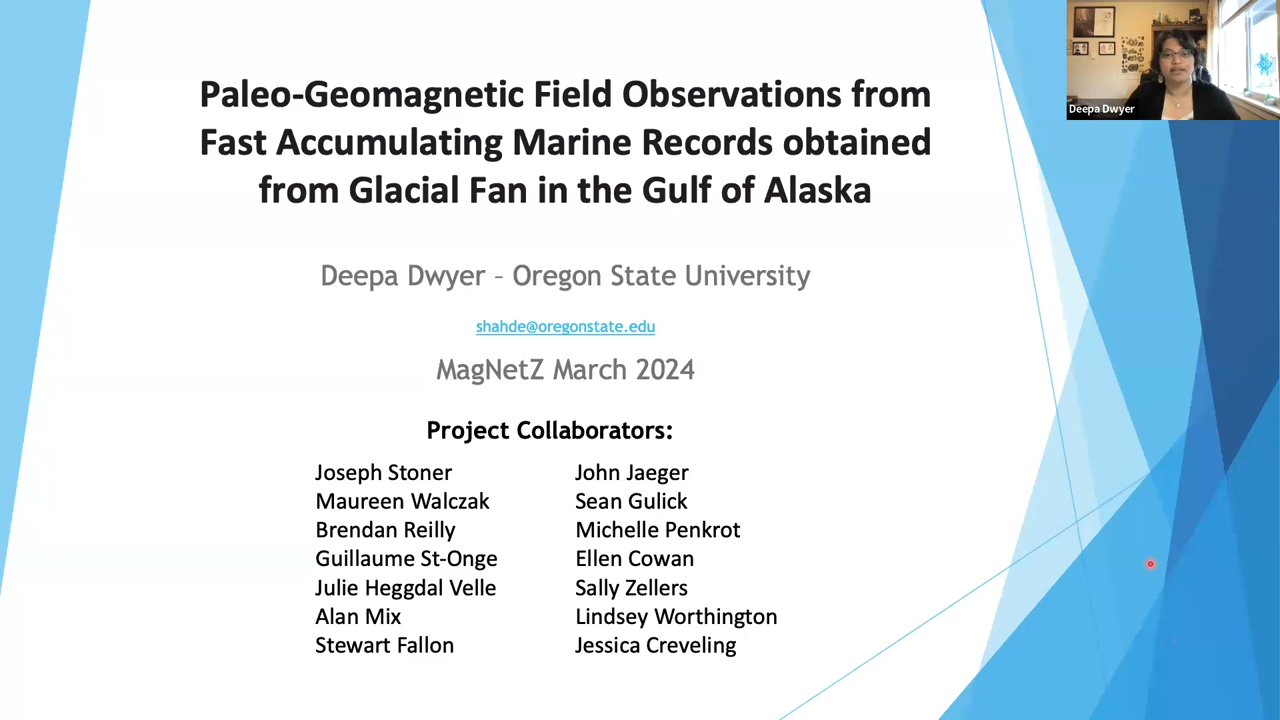 Paleo-Geomagnetic Field Observations from
Fast Accumulating Marine Records obtained
from Glacial Fan in the Gulf of Alaska
Deepa Dwyer
Deepa Dwyer – Oregon State University
shahde@oregonstate.edu
MagNetZ March 2024
Project Collaborators:
Joseph Stoner
Maureen Walczak
Brendan Reilly
Guillaume St-Onge
Julie Heggdal Velle
Alan Mix
Stewart Fallon
John Jaeger
Sean Gulick
Michelle Penkrot
Ellen Cowan
Sally Zellers
Lindsey Worthington
Jessica Creveling